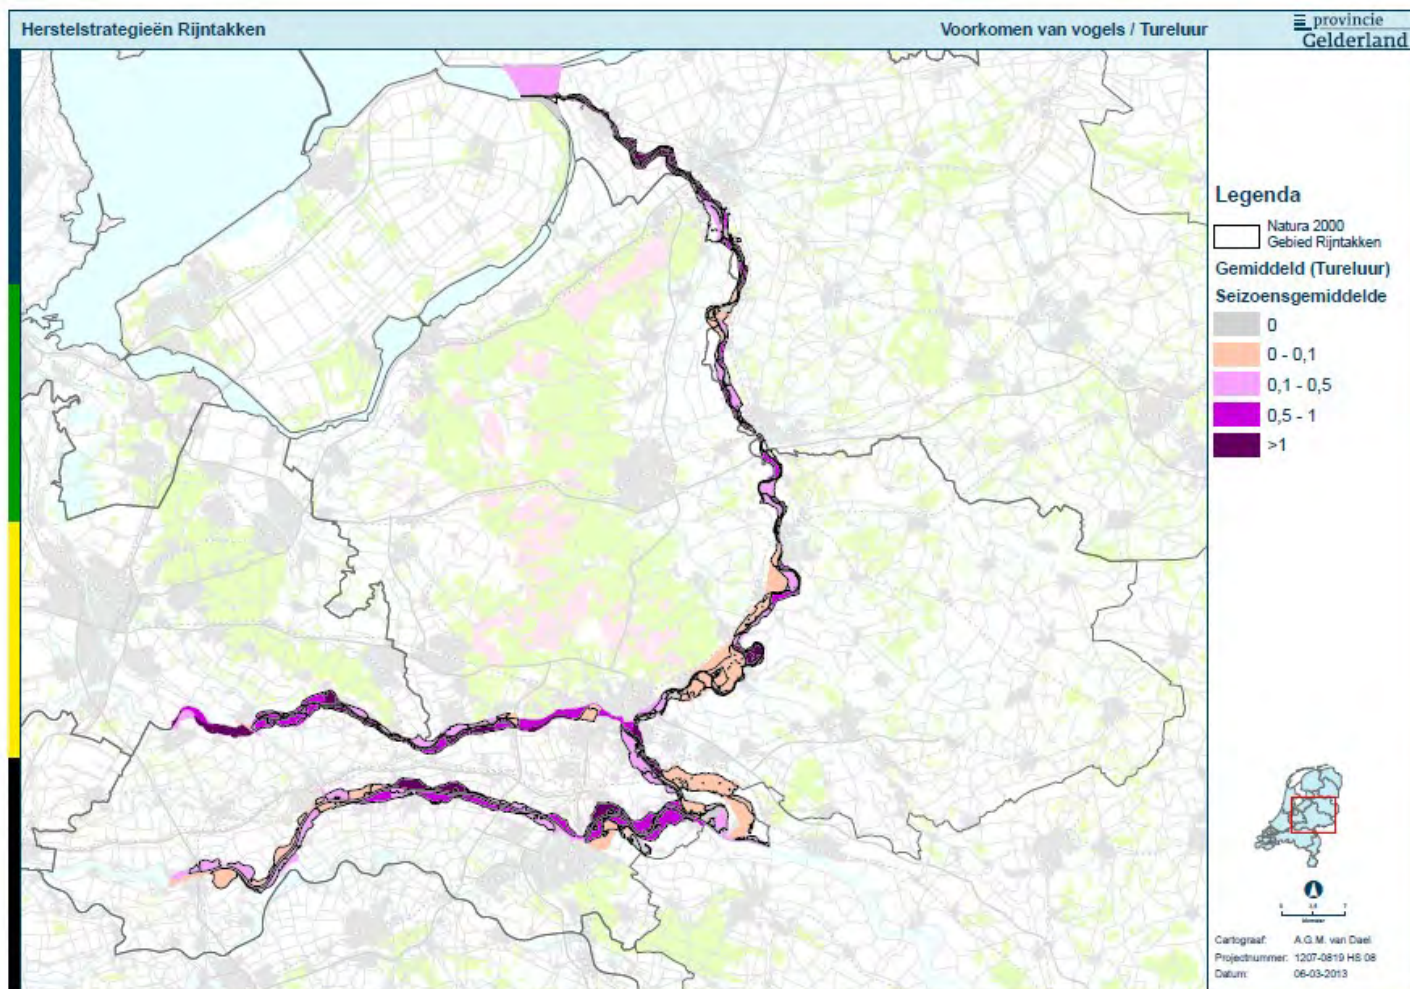 Herstelstrategieën Rijntakken
Voorkomen van vogels / Tureluur
provincie
Gelderland
Legenda
Natura 2000
Gebied Rijntakken
Gemiddeld (Tureluur)
Seizoensgemiddelde
0
0 - 0,1
0,1 - 0,5
0,5 - 1
>1
Cartograaf: A.G.M. van Dael
Projectnummer: 1207-0819 HS 08
Datum: 06-03-2013